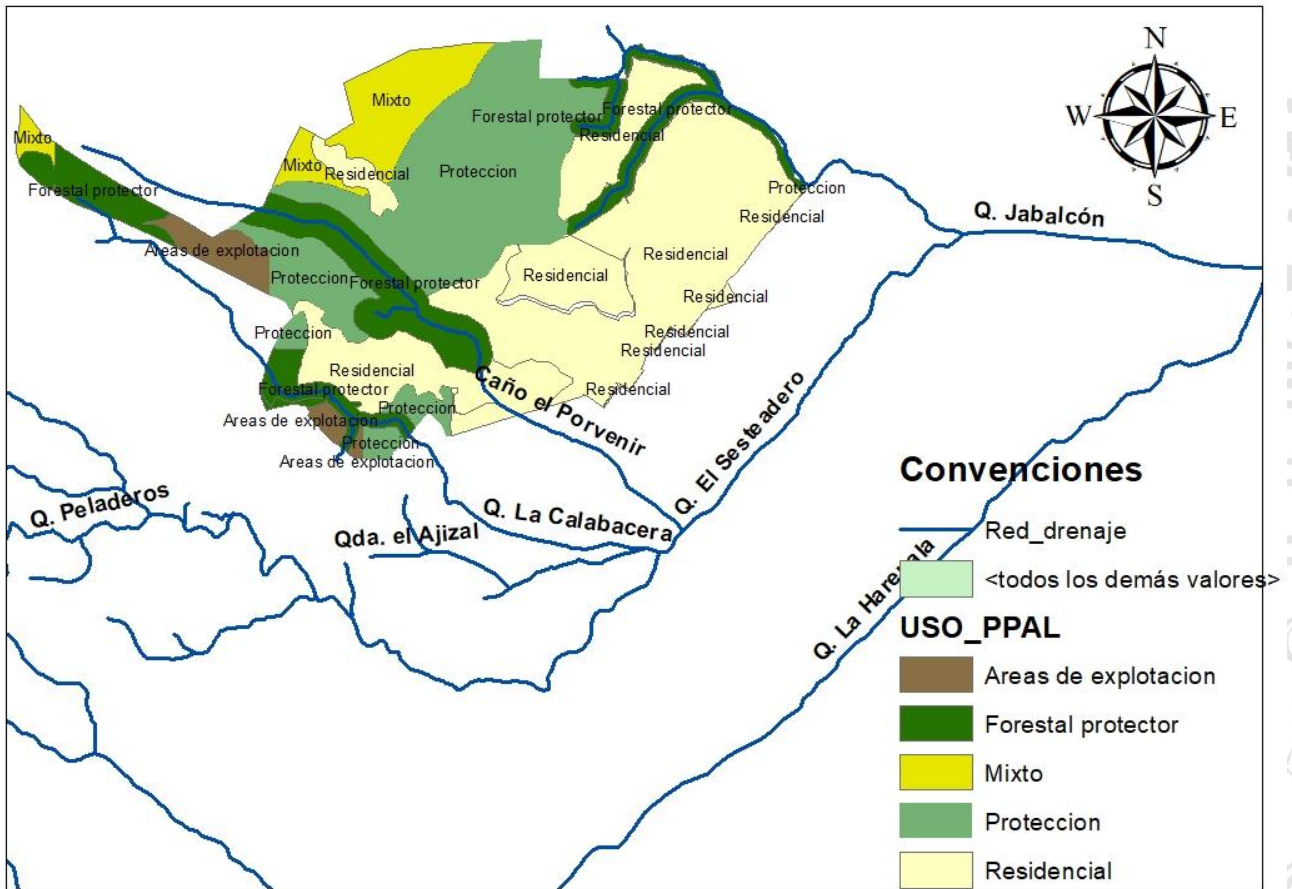 N
W
E
S
Mixto
Mixto
Forestal protector
Forestal protector
Residencial
Mixto
Residencial
Proteccion
Forestal protector
Proteccion
Residencial
Q. Jabalcón
Areas de explotacion
Residencial
Proteccion
Forestal protector
Residencial
Residencial
Proteccion
Residencial
Residencial
Residencial
Forestal protector
Residencial
Caño el Porvenir
Proteccion
Areas de explotacion
Proteccion
Areas de explotacion
Q. El Sesteadero
Q. Peladeros
Qda. el Ajizal
Q. La Calabacera
Q. La
Convenciones
Red_drenaje
<todos los demás valores>
USO_PPAL
Areas de explotacion
Forestal protector
Mixto
Proteccion
Residencial